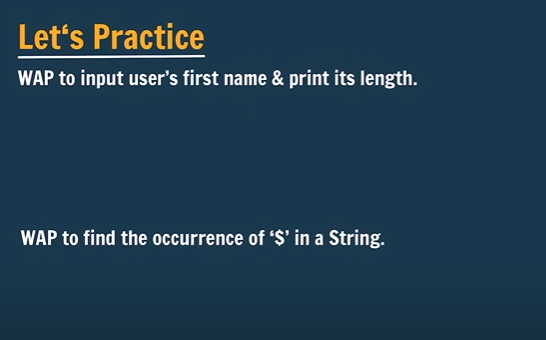 Let‘s Practice
WAP to input user’s first name & print its length.
WAP to find the occurrence of ‘$’ in a String.